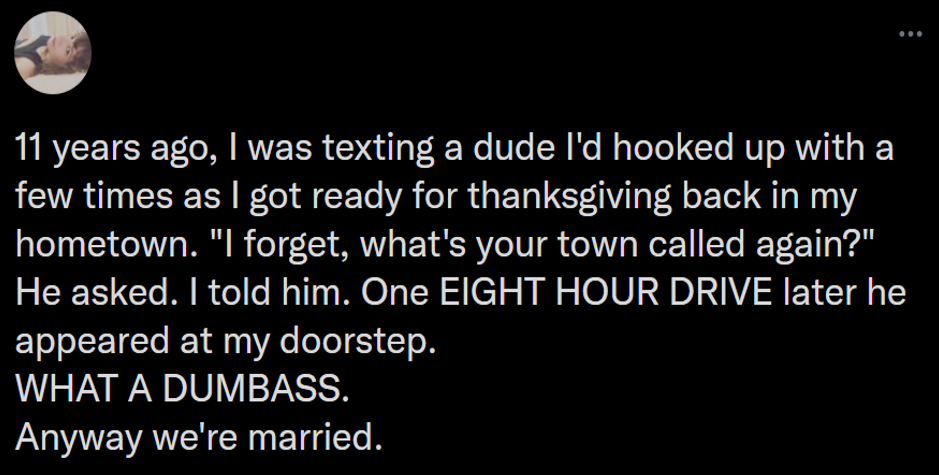 11 years ago, I was texting a dude I'd hooked up with a
few times as I got ready for thanksgiving back in my
hometown. "I forget, what's your town called again?"
He asked. I told him. One EIGHT HOUR DRIVE later he
appeared at my doorstep.
WHAT A DUMBASS.
Anyway we're married.